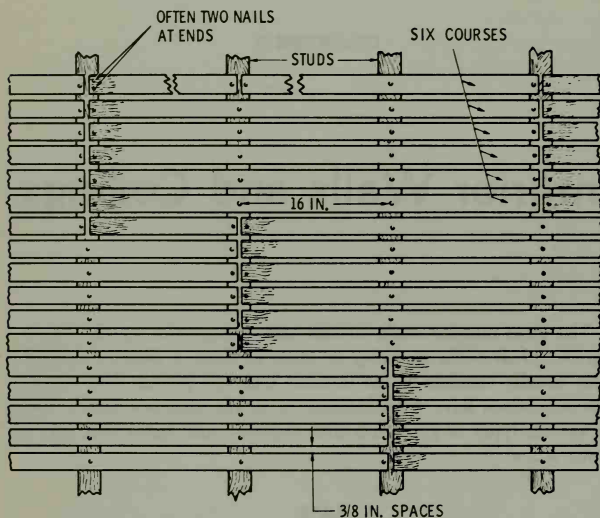 OFTEN TWO NAILS
AT ENDS
STUDS
SIX COURSES
16 IN.
3/8 IN. SPACES